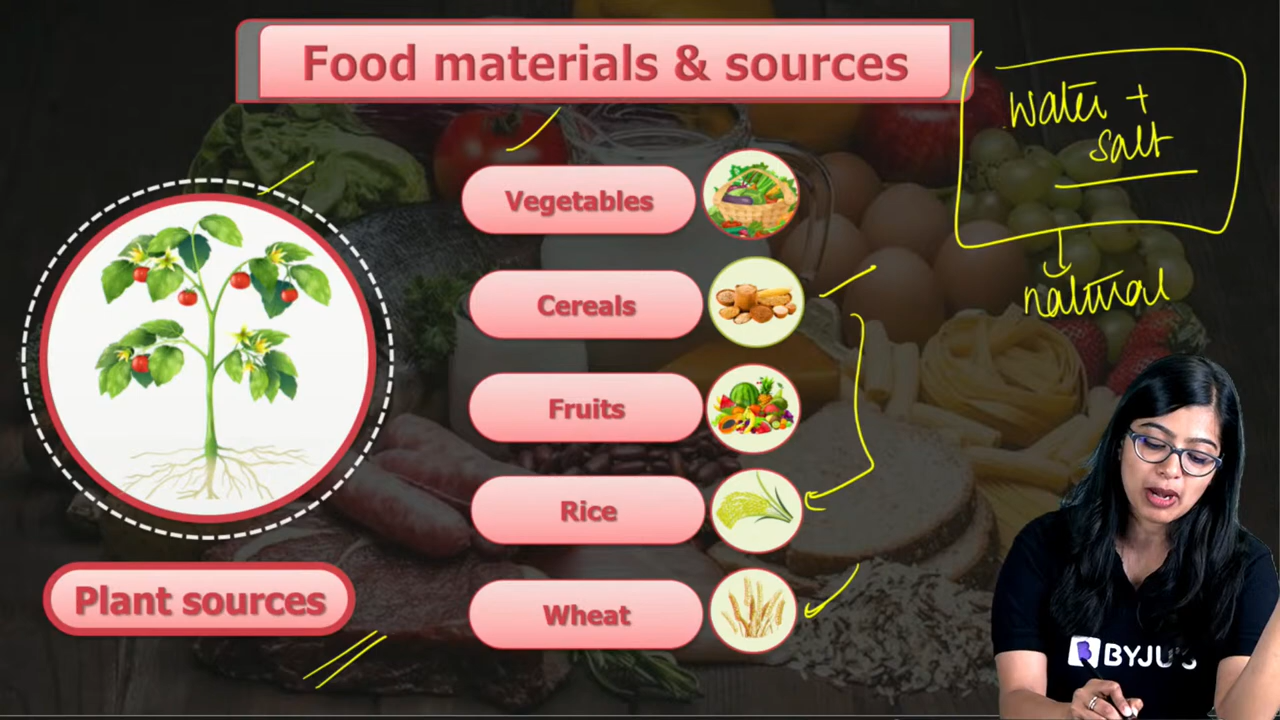 Food materials & sources
water +
salt
natural
Vegetables
Cereals
Fruits
Rice
Wheat
Plant sources
BYJU'S